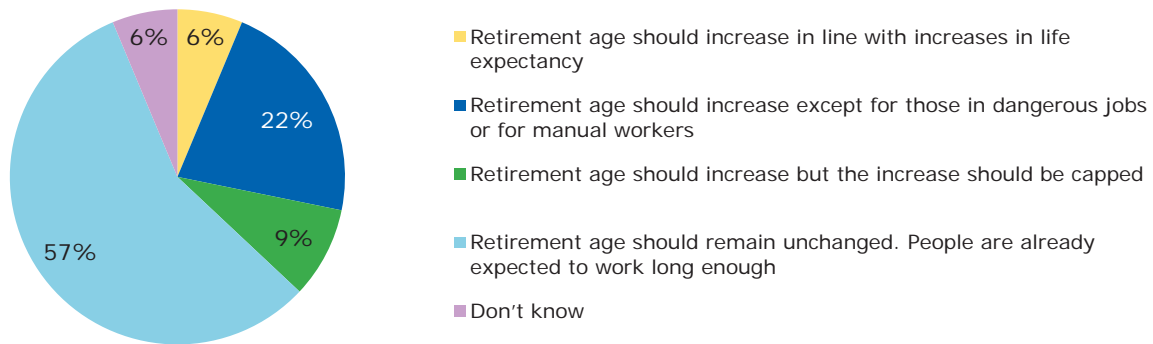 6%
6%
22%
9%
57%
Retirement age should increase in line with increases in life
expectancy
Retirement age should increase except for those in dangerous jobs
or for manual workers
Retirement age should increase but the increase should be capped
Retirement age should remain unchanged. People are already
expected to work long enough
Don't know